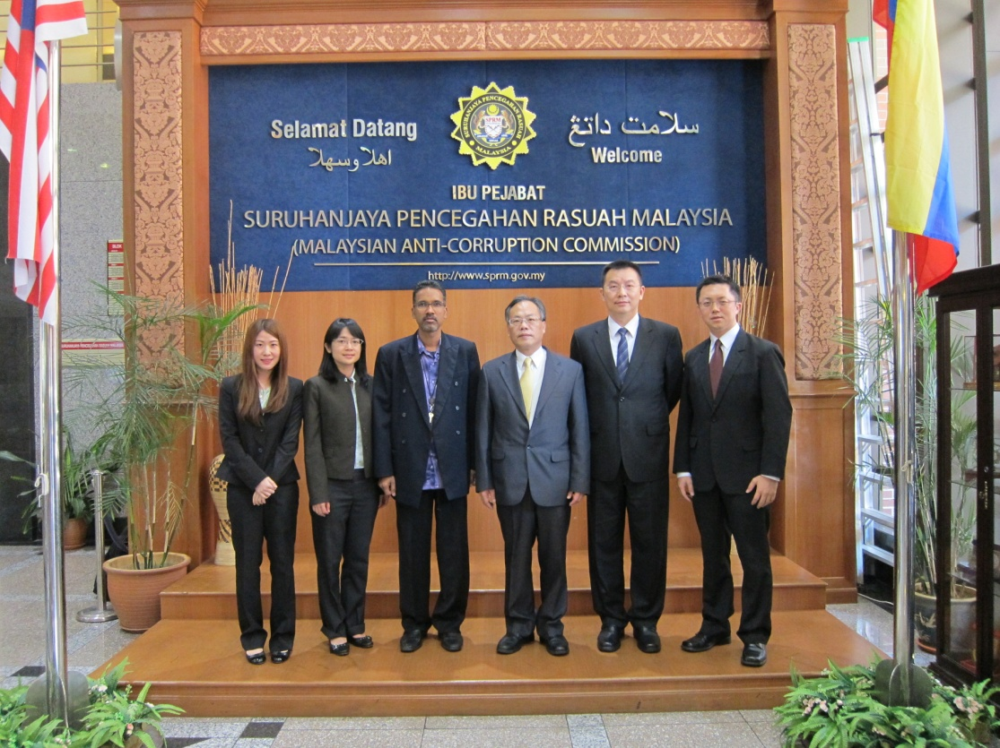 Selamat Datang
اهلا وسهلا
SURUHANJAYA PENCEGAHAN RASUAH
SPRM
MALAYSIA
سلامت داتڠ
Welcome
IBU PEJABAT
SURUHANJAYA PENCEGAHAN RASUAH MALAYSIA
(MALAYSIAN ANTI-CORRUPTION COMMISSION)
http://www.sprm.gov.my